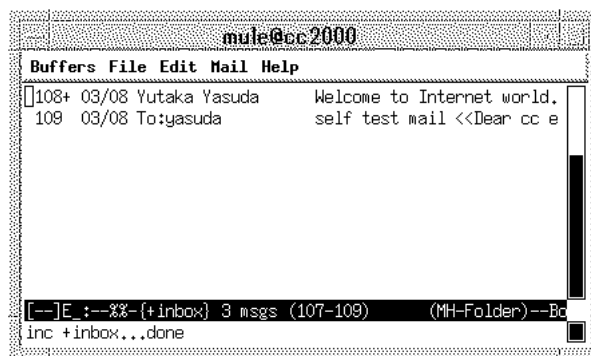 mule@cc2000
Buffers File Edit Mail Help
108+ 03/08 Yutaka Yasuda Welcome to Internet world.
109 03/08 To:yasuda self test mail <<Dear cc e
[--]E_:--%%-{+inbox} 3 msgs (107-109) (MH-Folder)--Bo
inc +inbox...done